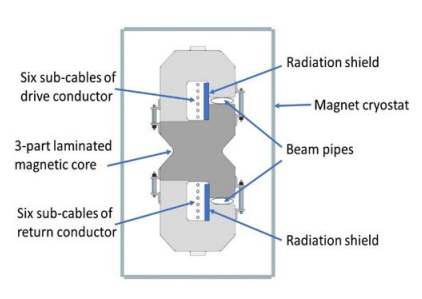 Six sub-cables of
drive conductor
3-part laminated
magnetic core
Six sub-cables of
return conductor
Radiation shield
Magnet cryostat
Beam pipes
Radiation shield